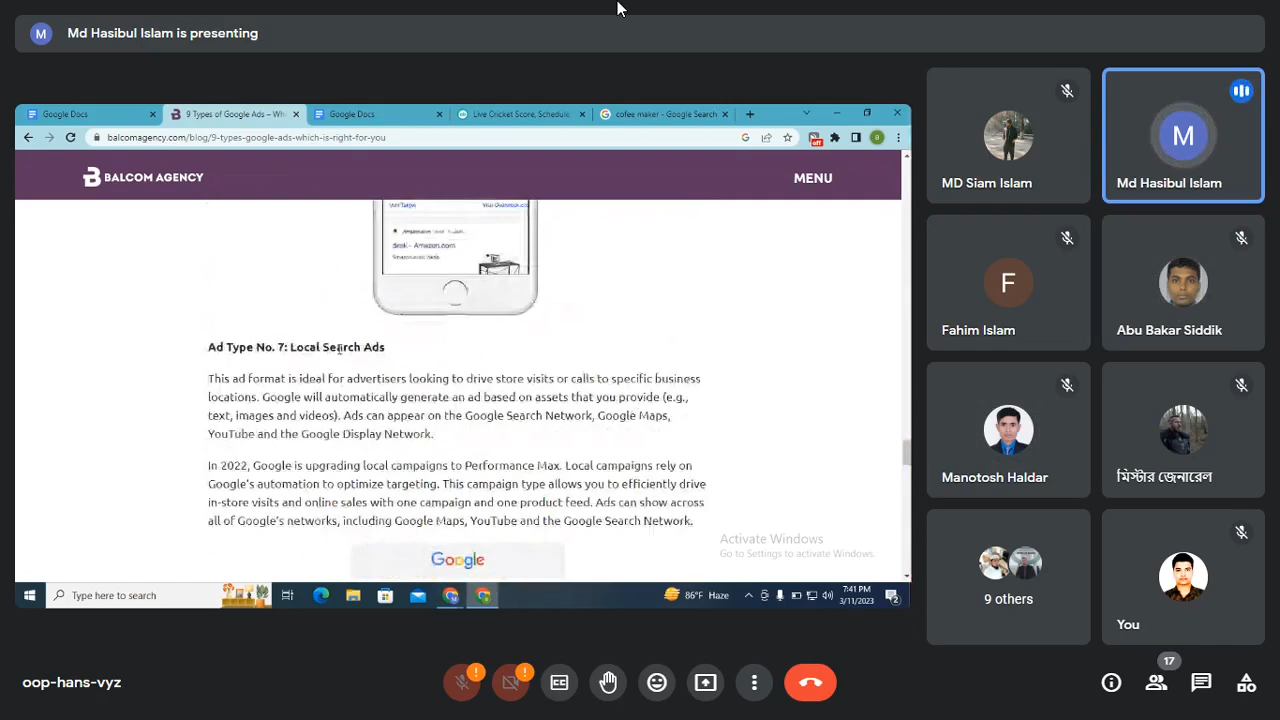 M
Md Hasibul Islam is presenting
Google Docs
9 Types of Google Ads – Wh
Google Docs
Live Cricket Score, Schedule,
cofee maker - Google Search
balcomagency.com/blog/9-types-google-ads-which-is-right-for-you
off
B
BALCOM AGENCY
MENU
Ad Type No. 7: Local Search Ads
This ad format is ideal for advertisers looking to drive store visits or calls to specific business
locations. Google will automatically generate an ad based on assets that you provide (e.g.,
text, images and videos). Ads can appear on the Google Search Network, Google Maps,
YouTube and the Google Display Network.
In 2022, Google is upgrading local campaigns to Performance Max. Local campaigns rely on
Google's automation to optimize targeting. This campaign type allows you to efficiently drive
in-store visits and online sales with one campaign and one product feed. Ads can show across
all of Google's networks, including Google Maps, YouTube and the Google Search Network.
Google
Activate Windows
Go to Settings to activate Windows.
Type here to search
86°F Haze
7:41 PM
3/11/2023
2
MD Siam Islam
M
Md Hasibul Islam
F
Fahim Islam
Abu Bakar Siddik
Manotosh Haldar
মিস্টার জেনারেল
9 others
You
oop-hans-vyz
17